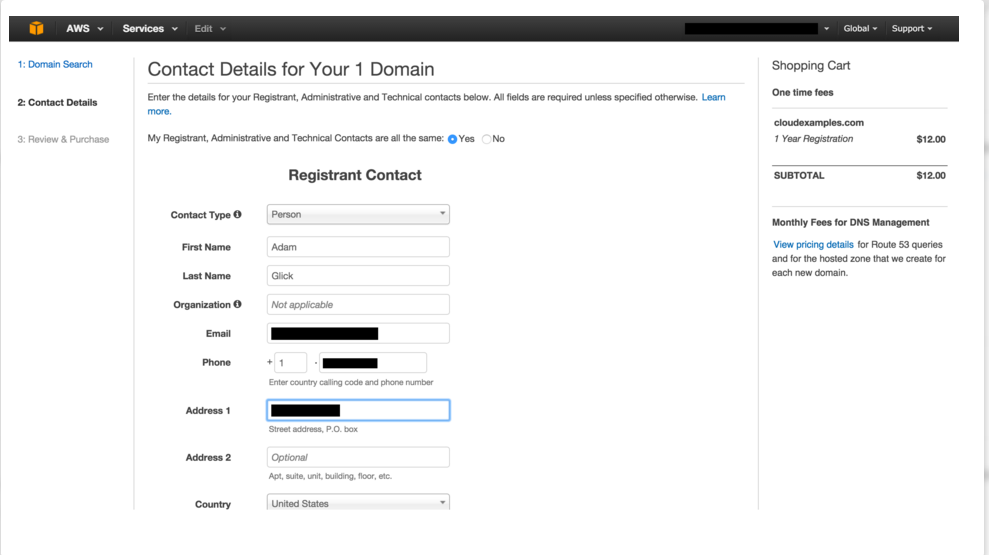 AWS Services Edit Global Support
1: Domain Search
2: Contact Details
3: Review & Purchase
Contact Details for Your 1 Domain
Enter the details for your Registrant, Administrative and Technical contacts below. All fields are required unless specified otherwise. Learn
more.
My Registrant, Administrative and Technical Contacts are all the same: Yes No
Registrant Contact
Contact Type Person
First Name Adam
Last Name Glick
Organization Not applicable
Email
Phone + 1 -
Enter country calling code and phone number
Address 1
Street address, P.O. box
Address 2 Optional
Apt, suite, unit, building, floor, etc.
Country United States
Shopping Cart
One time fees
cloudexamples.com
1 Year Registration $12.00
SUBTOTAL $12.00
Monthly Fees for DNS Management
View pricing details for Route 53 queries
and for the hosted zone that we create for
each new domain.